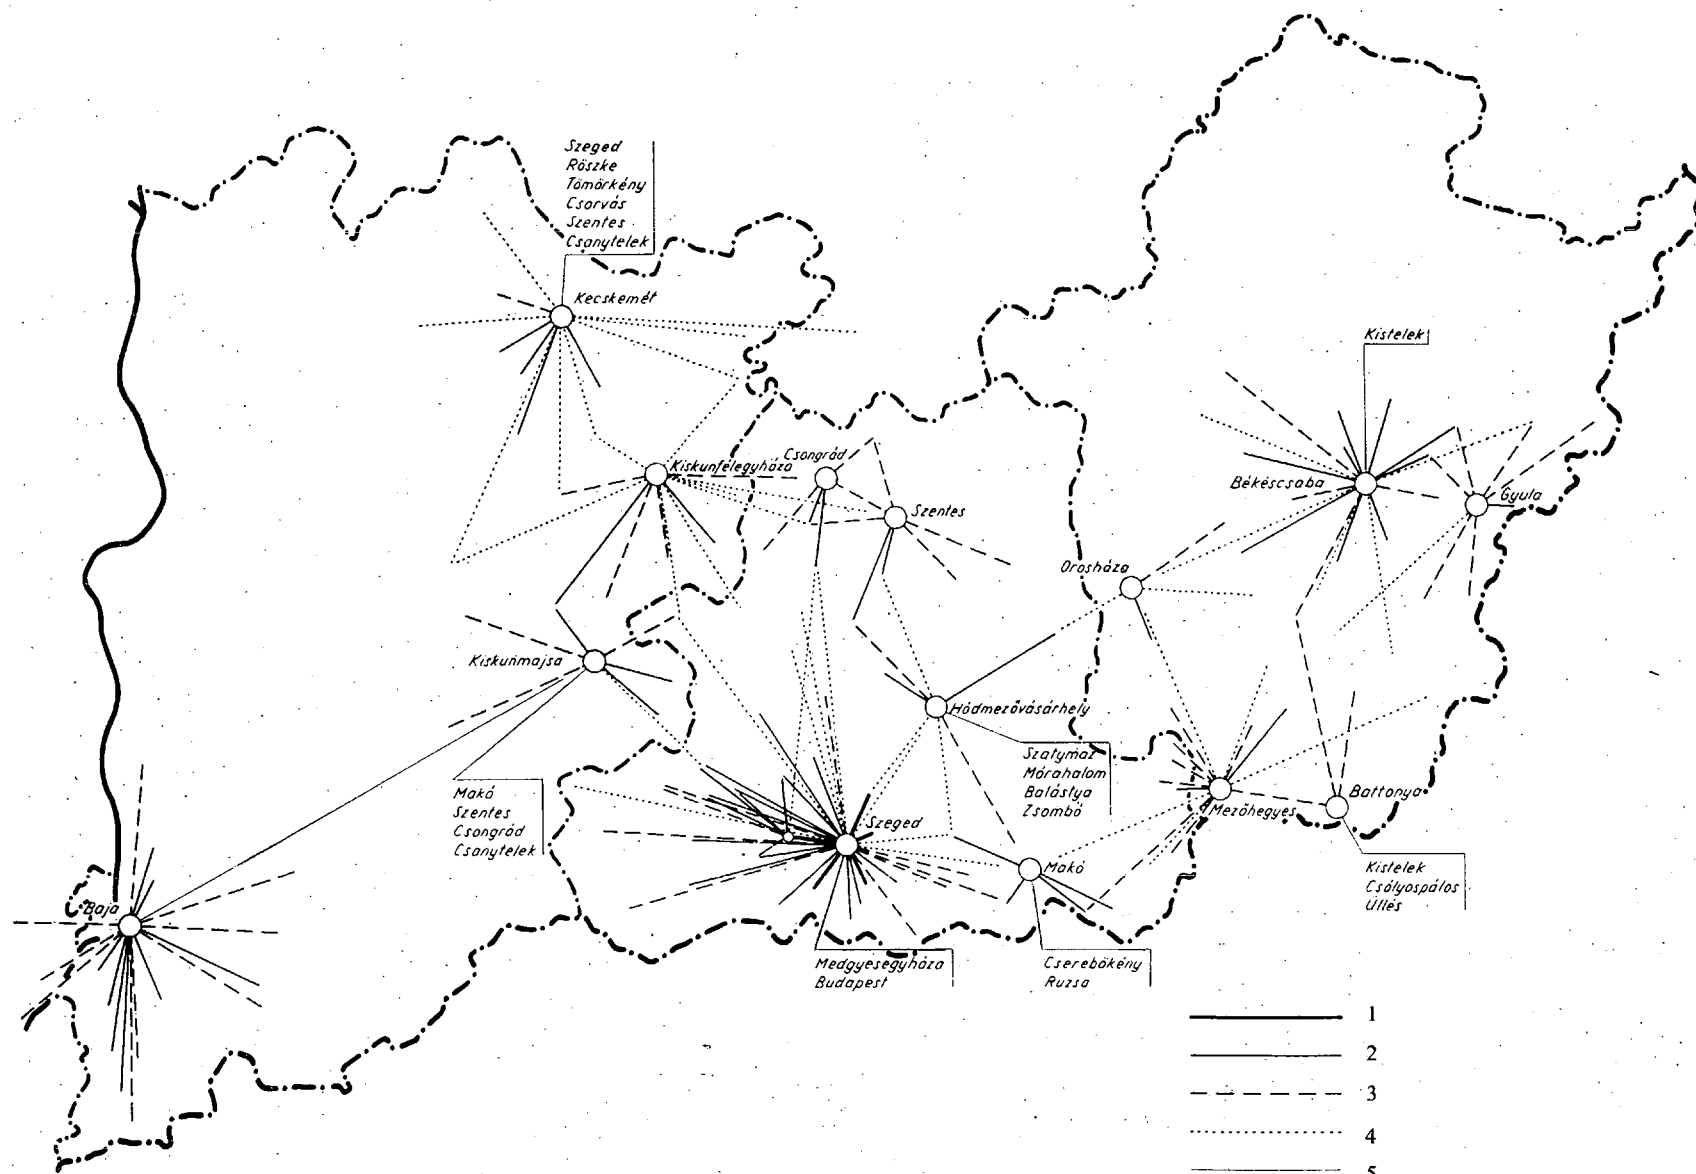 Szeged
Röszke
Tömörkény
Csorvás
Szentes
Csanytelek
Kecskemét
Kistelek
Kiskunfélegyháza
Csongrád
Szentes
Békéscsaba
Gyula
Orosháza
Kiskunmajsa
Hódmezővásárhely
Szatymaz
Mórahalom
Balástya
Zsombó
Makó
Szentes
Csongrád
Csanytelek
Szeged
Mezőhegyes
Battonya
Makó
Kistelek
Csólyospálos
Üllés
Baja
Medgyesegyháza
Budapest
Cserebökény
Ruzsa
1
2
3
4
5